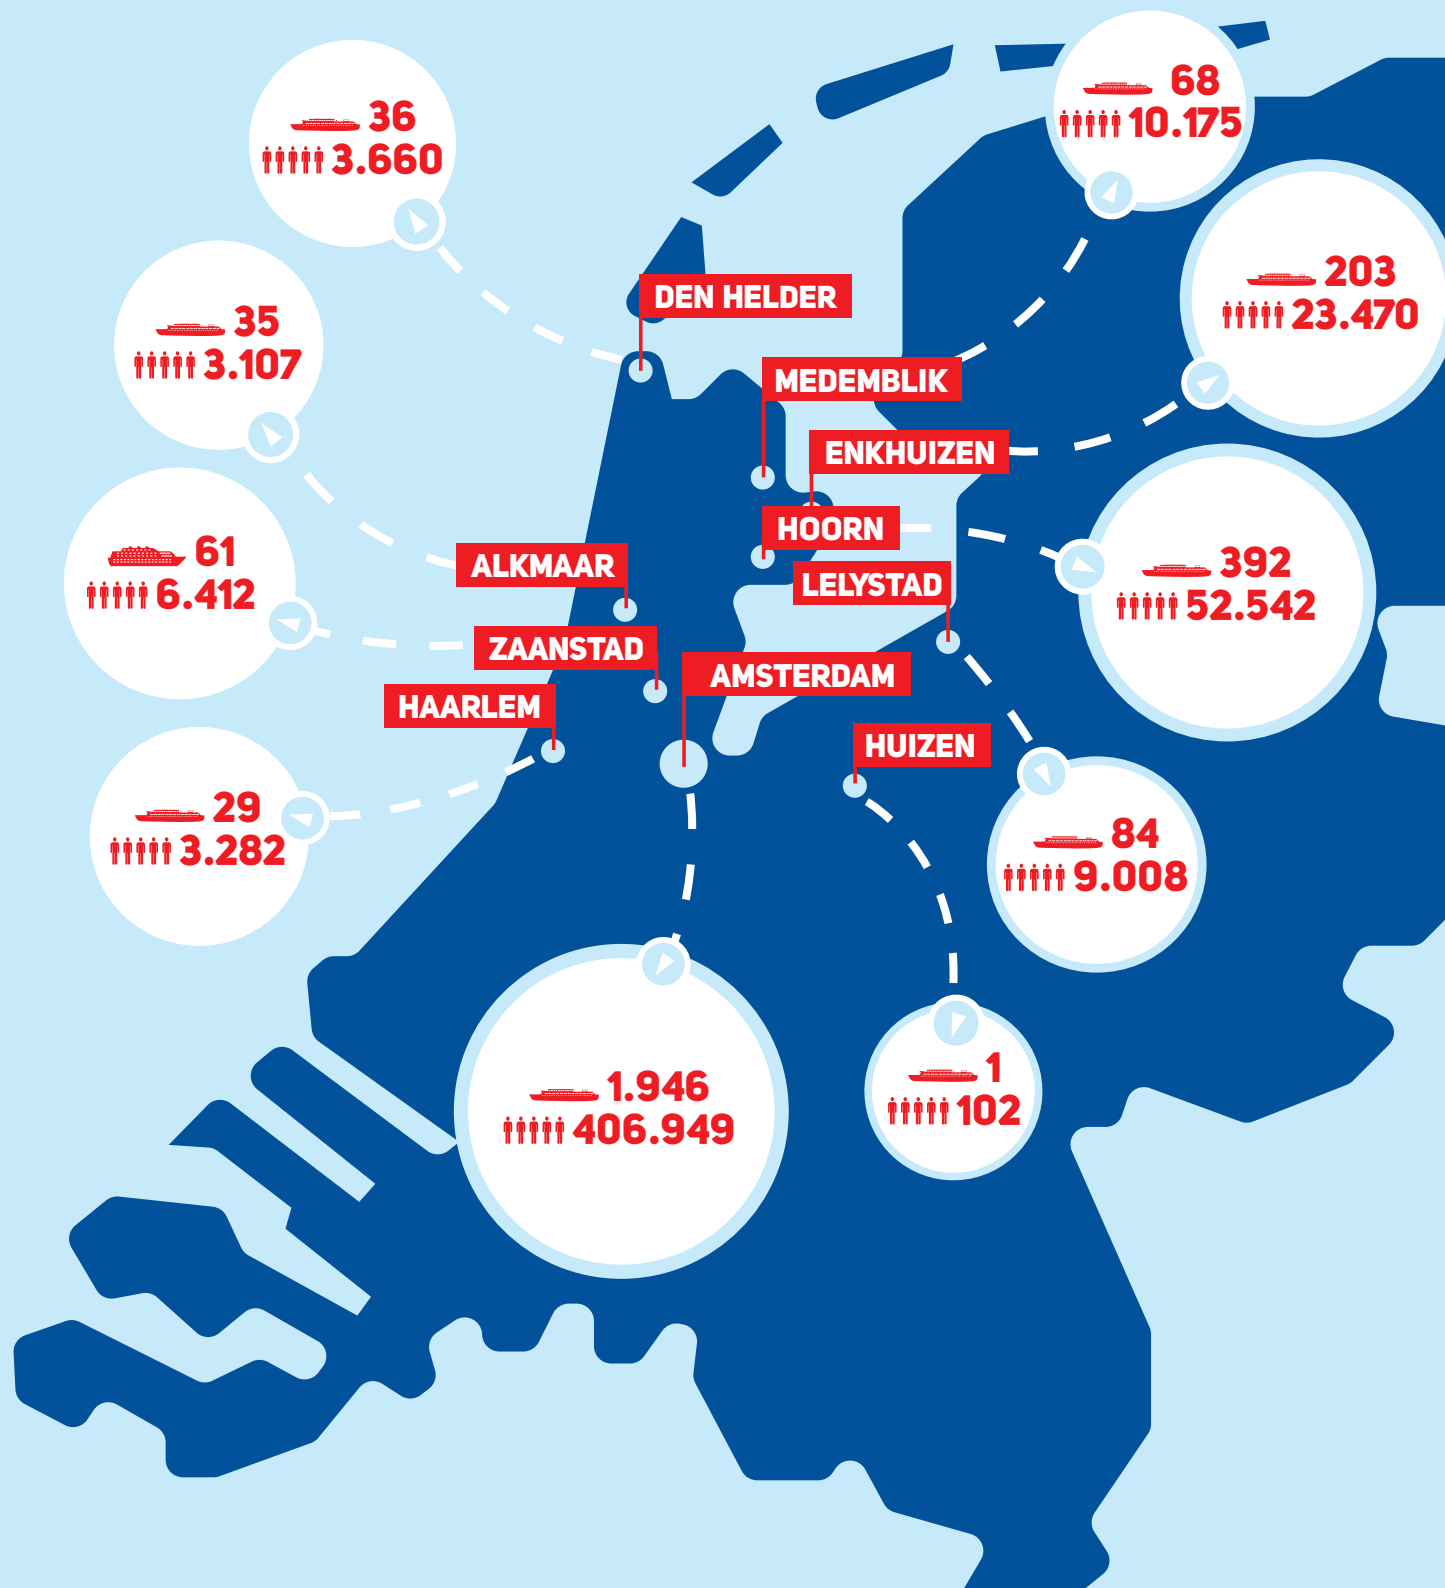 68
10.175
36
3.660
203
23.470
DEN HELDER
35
3.107
MEDEMBLIK
ENKHUIZEN
HOORN
61
6.412
ALKMAAR
LELYSTAD
392
52.542
ZAANSTAD
AMSTERDAM
HAARLEM
HUIZEN
29
3.282
84
9.008
1.946
406.949
1
102